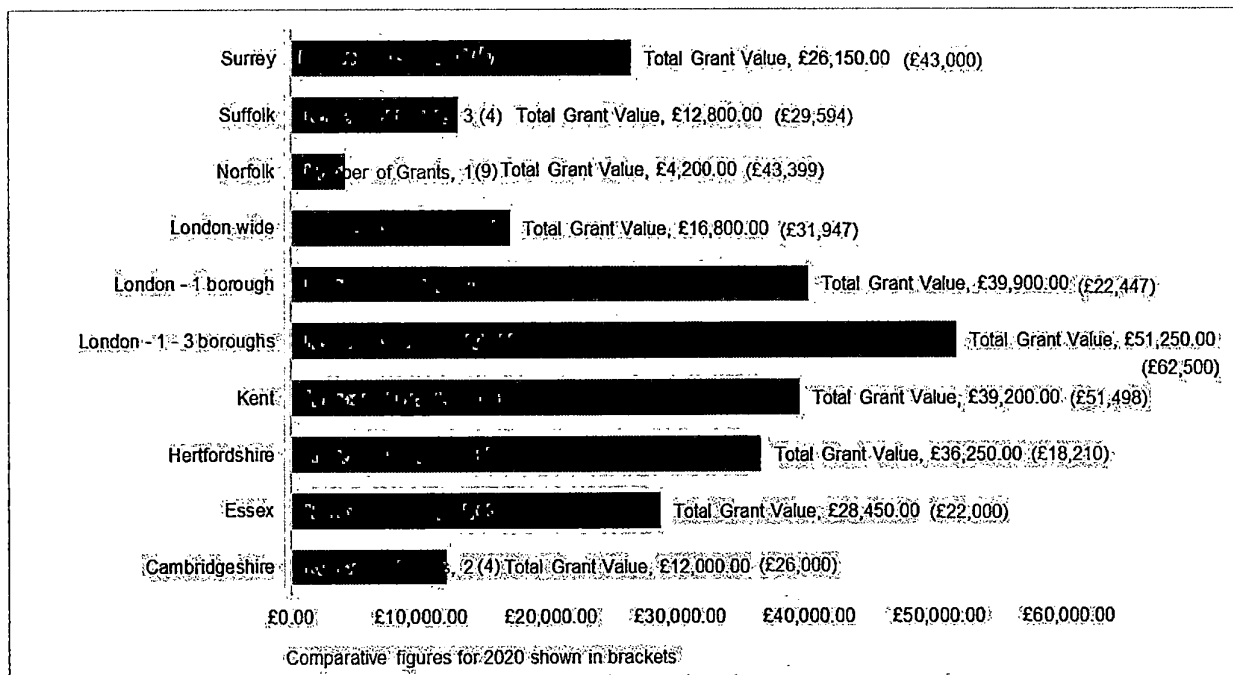 Surrey Total Grant Value, £26,150.00 (£43,000)
Suffolk 3 (4) Total Grant Value, £12,800.00 (£29,594)
Norfolk of Grants, 1(9) Total Grant Value, £4,200.00 (£43,399)
London wide Total Grant Value, £16,800.00 (£31,947)
London - 1 borough Total Grant Value, £39,900.00 (£22,447)
London - 1 - 3 boroughs Total Grant Value, £51,250.00
(£62,500)
Kent Total Grant Value, £39,200.00 (£51,498)
Hertfordshire Total Grant Value, £36,250.00 (£18,210)
Essex Total Grant Value, £28,450.00 (£22,000)
Cambridgeshire 2 (4) Total Grant Value, £12,000.00 (£26,000)
£0.00 £10,000.00 £20,000.00 £30,000.00 £40,000.00 £50,000.00 £60,000.00
Comparative figures for 2020 shown in brackets